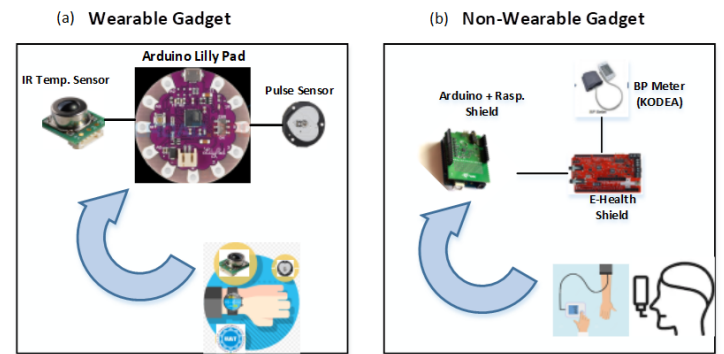 (a) Wearable Gadget
(b) Non-Wearable Gadget
Arduino Lilly Pad
IR Temp. Sensor
Pulse Sensor
Arduino + Rasp.
Shield
BP Meter
(KODEA)
E-Health
Shield